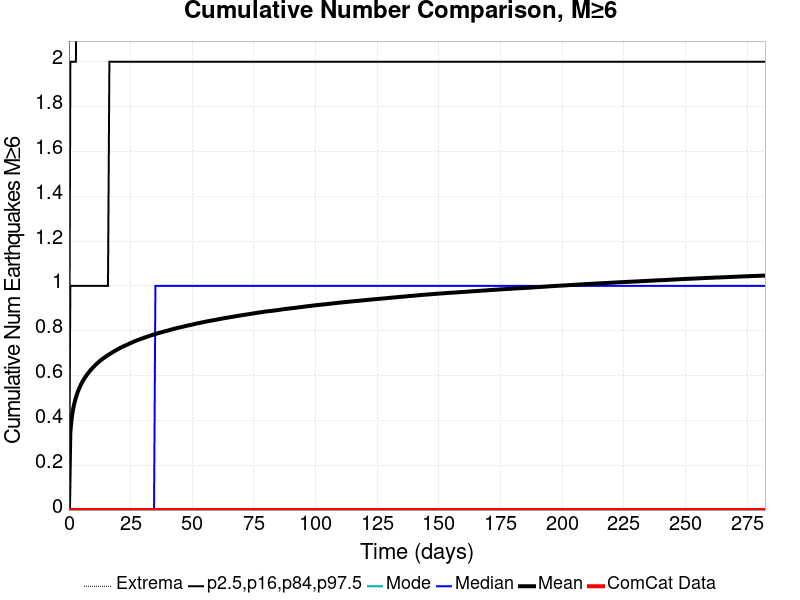 Cumulative Number Comparison, M≥6
Cumulative Num Earthquakes M≥6
2
1.8
1.6
1.4
1.2
1
0.8
0.6
0.4
0.2
0
0 25 50 75 100 125 150 175 200 225 250 275
Time (days)
Extrema p2.5,p16,p84,p97.5 Mode Median Mean ComCat Data